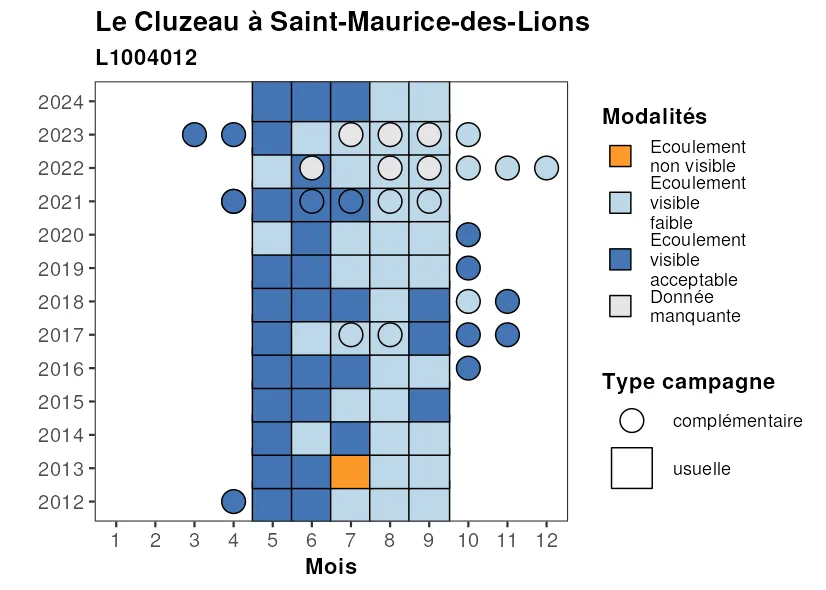 Le Cluzeau à Saint-Maurice-des-Lions
L1004012
2024
2023
2022
2021
2020
2019
2018
2017
2016
2015
2014
2013
2012
1 2 3 4 5 6 7 8 9 10 11 12
Mois
Modalités
Ecoulement
non visible
Ecoulement
visible
faible
Ecoulement
visible
acceptable
Donnée
manquante
Type campagne
complémentaire
usuelle